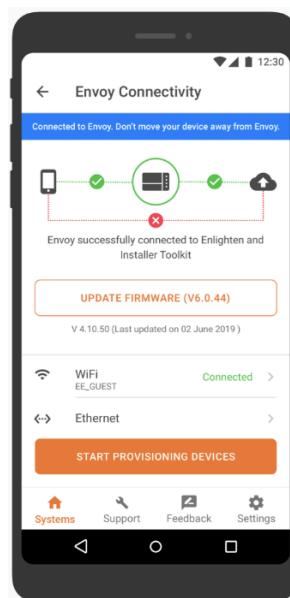 12:30
Envoy Connectivity
Connected to Envoy. Don't move your device away from Envoy.
Envoy successfully connected to Enlighten and
Installer Toolkit
UPDATE FIRMWARE (V6.0.44)
V 4.10.50 (Last updated on 02 June 2019 )
WiFi
Connected
EE_GUEST
Ethernet
START PROVISIONING DEVICES
Systems Support Feedback Settings